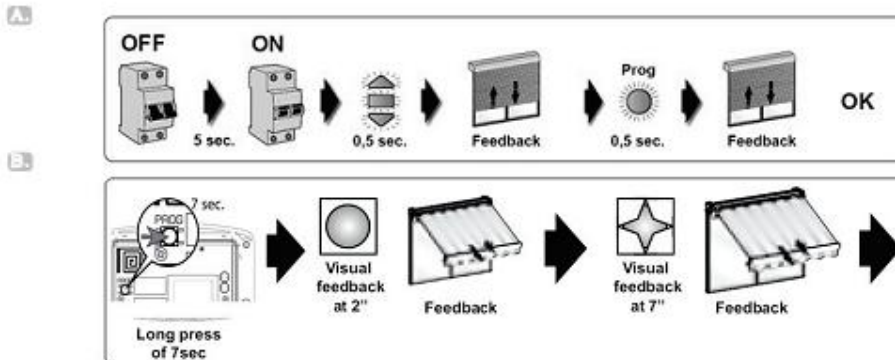 A.
OFF
ON
Prog
OK
5 sec.
0,5 sec.
Feedback
0,5 sec.
Feedback
B.
7 sec.
PROG
Visual
feedback
at 2"
Feedback
Visual
feedback
at 7"
Feedback
Long press
of 7sec